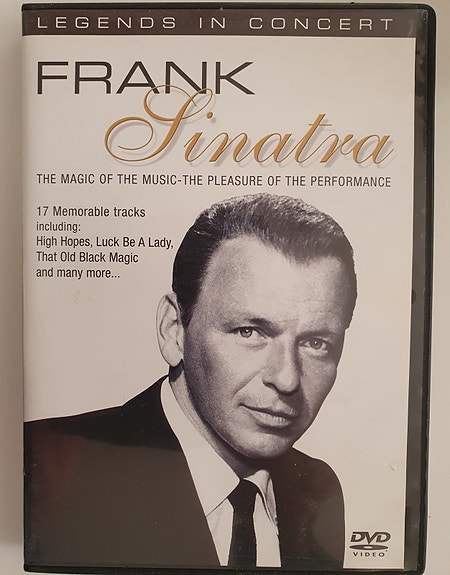 LEGENDS IN CONCERT
FRANK
Sinatra
THE MAGIC OF THE MUSIC-THE PLEASURE OF THE PERFORMANCE
17 Memorable tracks
including:
High Hopes, Luck Be A Lady,
That Old Black Magic
and many more...
DVD
VIDEO